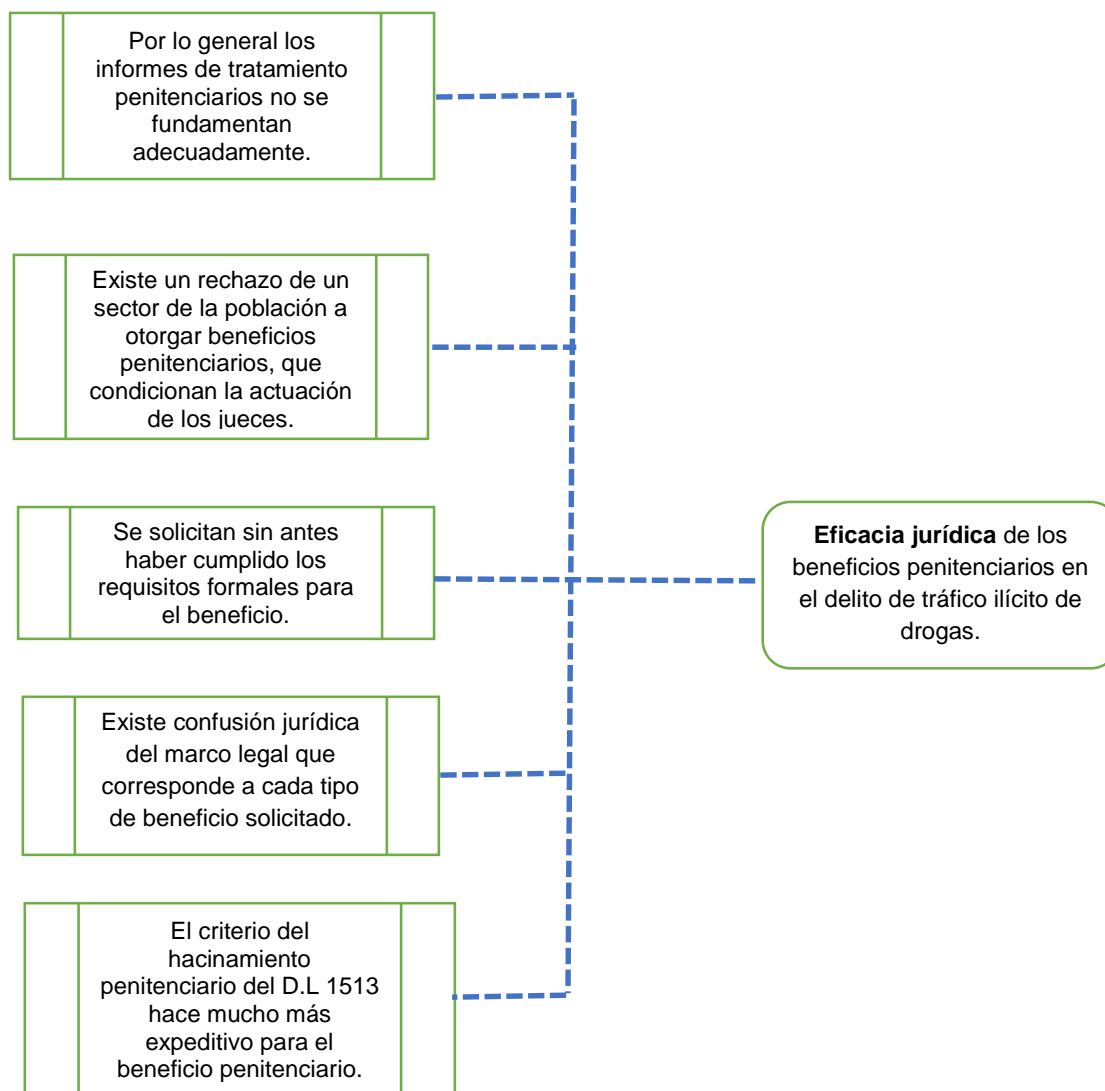 Por lo general los
informes de tratamiento
penitenciarios no se
fundamentan
adecuadamente.
Existe un rechazo de un
sector de la población a
otorgar beneficios
penitenciarios, que
condicionan la actuación
de los jueces.
Se solicitan sin antes
haber cumplido los
requisitos formales para
el beneficio.
Existe confusión jurídica
del marco legal que
corresponde a cada tipo
de beneficio solicitado.
El criterio del
hacinamiento
penitenciario del D.L 1513
hace mucho más
expeditivo para el
beneficio penitenciario.
Eficacia jurídica de los
beneficios penitenciarios en
el delito de tráfico ilícito de
drogas.